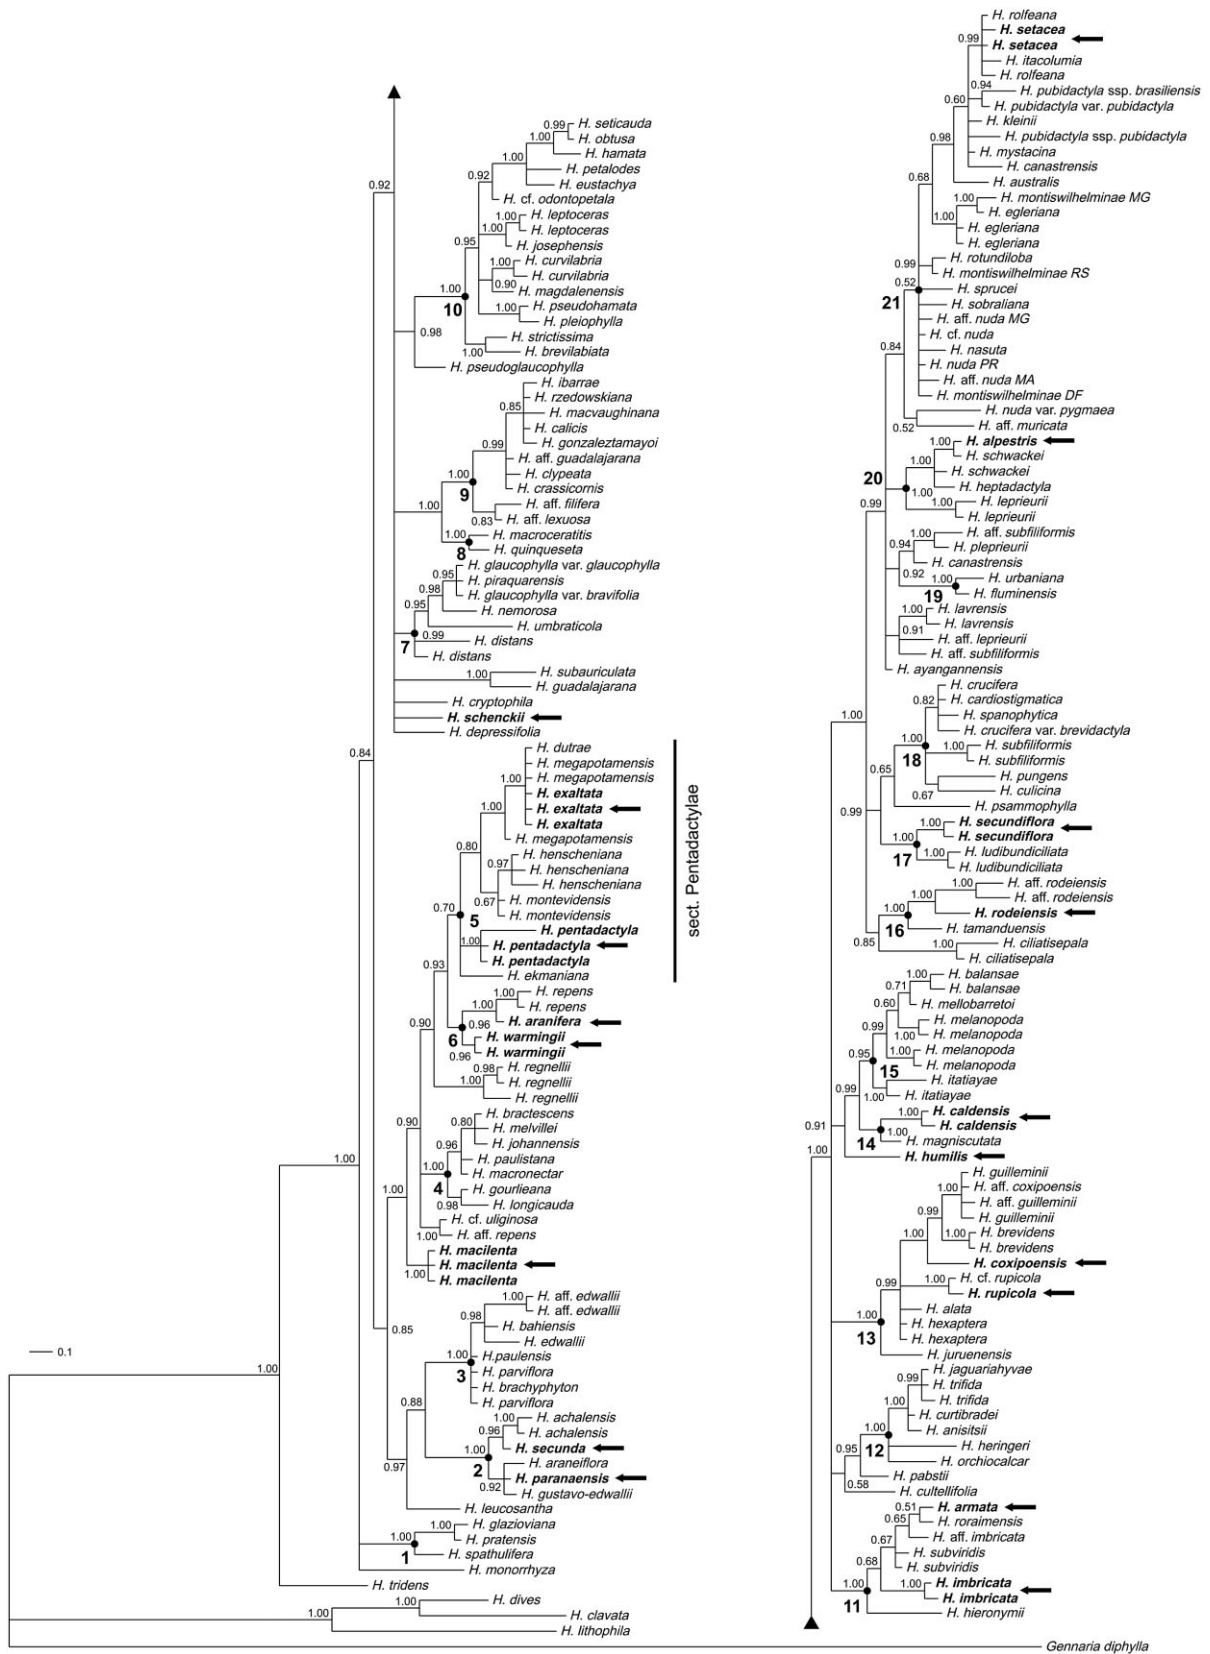 0.92
0.99
H. seticauda
H. obtusa
1.00
H. hamata
1.00
H. petalodes
H. eustachya
0.92
H. cf. odontopetala
1.00
H. leptoceras
H. leptoceras
1.00
H. josephensis
0.95
1.00
H. curvilabria
H. curvilabria
0.90
H. magdalenensis
1.00
10
1.00
H. pseudohamata
H. pleiophylla
0.98
H. strictissima
1.00
H. brevilabiata
H. pseudoglaucophylla
H. ibarrae
H. rzedowskiana
0.85
H. macvaughinana
H. calicis
H. gonzaleztamayoi
0.99
H. aff. guadalajarana
H. clypeata
H. crassicornis
1.00
9
H. aff. filifera
0.83
H. aff. lexuosa
1.00
1.00
8
H. macroceratitis
H. quinqueseta
H. glaucophylla var. glaucophylla
0.95
H. piraquarensis
H. glaucophylla var. bravifolia
0.98
H. nemorosa
0.95
H. umbraticola
7
0.99
H. distans
H. distans
1.00
H. subauriculata
H. guadalajarana
H. cryptophila
H. schenckii
H. depressifolia
0.84
H. dutrae
H. megapotamensis
H. megapotamensis
1.00
H. exaltata
H. exaltata
H. exaltata
1.00
H. megapotamensis
0.80
H. henscheniana
0.97
H. henscheniana
H. henscheniana
0.67
H. montevidensis
H. montevidensis
0.70
5
H. pentadactyla
1.00
H. pentadactyla
H. pentadactyla
H. ekmaniana
sect. Pentadactylae
0.93
1.00
H. repens
H. repens
1.00
H. aranifera
0.96
6
0.96
H. warmingii
H. warmingii
0.90
0.98
H. regnellii
H. regnellii
1.00
H. regnellii
0.90
H. bractescens
0.80
H. melvillei
H. johannensis
0.96
H. paulistana
H. macronectar
1.00
4
H. gourlieana
0.98
H. longicauda
1.00
H. cf. uliginosa
1.00
H. aff. repens
H. macilenta
H. macilenta
1.00
H. macilenta
0.85
1.00
H. aff. edwallii
H. aff. edwallii
0.98
H. bahiensis
H. edwallii
1.00
3
H.paulensis
H. parviflora
H. brachyphyton
H. parviflora
0.88
1.00
H. achalensis
H. achalensis
0.96
H. secunda
1.00
2
H. araneiflora
H. paranaensis
0.92
H. gustavo-edwallii
0.97
H. leucosantha
1.00
1.00
H. glazioviana
H. pratensis
1.00
1
H. spathulifera
H. monorrhyza
1.00
H. tridens
0.1
1.00
H. dives
1.00
H. clavata
H. lithophila
Gennaria diphylla
H. rolfeana
H. setacea
0.99
H. setacea
H. itacolumia
H. rolfeana
0.94
H. pubidactyla ssp. brasiliensis
H. pubidactyla var. pubidactyla
0.60
H. kleinii
H. pubidactyla ssp. pubidactyla
0.98
H. mystacina
H. canastrensis
0.68
H. australis
1.00
H. montiswilhelminae MG
H. egleriana
1.00
H. egleriana
H. egleriana
H. rotundiloba
0.99
H. montiswilhelminae RS
0.52
21
H. sprucei
H. sobraliana
H. aff. nuda MG
H. cf. nuda
H. nasuta
0.84
H. nuda PR
H. aff. nuda MA
H. montiswilhelminae DF
H. nuda var. pygmaea
0.52
H. aff. muricata
1.00
H. alpestris
H. schwackei
1.00
H. schwackei
20
H. heptadactyla
1.00
1.00
H. leprieurii
H. leprieurii
0.99
H. aff. subfiliformis
0.94
H. pleprieurii
H. canastrensis
0.92
1.00
19
H. urbaniana
H. fluminensis
1.00
H. lavrensis
H. lavrensis
0.91
H. aff. leprieurii
H. aff. subfiliformis
H. ayangannensis
1.00
H. crucifera
0.82
H. cardiostigmatica
H. spanophytica
H. crucifera var. brevidactyla
1.00
18
1.00
H. subfiliformis
H. subfiliformis
0.65
H. pungens
0.67
H. culicina
H. psammophylla
0.99
1.00
H. secundiflora
H. secundiflora
1.00
17
1.00
H. ludibundiciliata
H. ludibundiciliata
1.00
H. aff. rodeiensis
H. aff. rodeiensis
1.00
1.00
H. rodeiensis
16
H. tamanduensis
0.85
1.00
H. ciliatisepala
H. ciliatisepala
1.00
H. balansae
H. balansae
0.71
H. mellobarretoi
0.60
H. melanopoda
1.00
H. melanopoda
0.99
1.00
H. melanopoda
H. melanopoda
0.95
15
H. itatiayae
1.00
H. itatiayae
0.99
1.00
H. caldensis
H. caldensis
1.00
14
H. magniscutata
H. humilis
0.91
1.00
H. guilleminii
1.00
H. aff. coxipoensis
H. aff. guilleminii
H. guilleminii
0.99
1.00
H. brevidens
H. brevidens
1.00
H. coxipoensis
0.99
1.00
H. cf. rupicola
H. rupicola
H. alata
H. hexaptera
H. hexaptera
1.00
13
H. juruenensis
H. jaguariahyvae
0.99
H. trifida
H. trifida
1.00
H. curtibradei
H. anisitsii
1.00
12
H. heringeri
H. orchiocalcar
0.95
H. pabstii
0.58
H. cultellifolia
0.51
H. armata
H. roraimensis
0.65
H. aff. imbricata
0.67
H. subviridis
H. subviridis
0.68
1.00
H. imbricata
H. imbricata
1.00
11
H. hieronymii